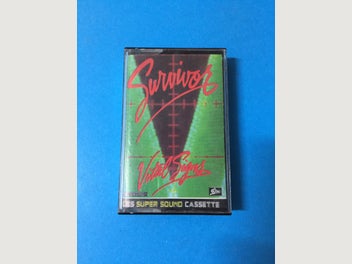 Survivor
Vital Signs
SUPER SOUND CASSETTE